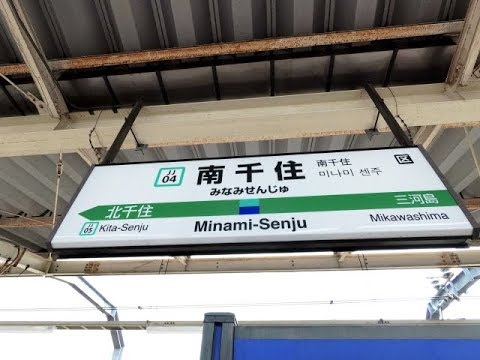 JJ
04
南千住
みなみせんじゅ
南千住
미나미 센주
区
北千住
三河島
JJ
05
Kita-Senju
Minami-Senju
Mikawashima